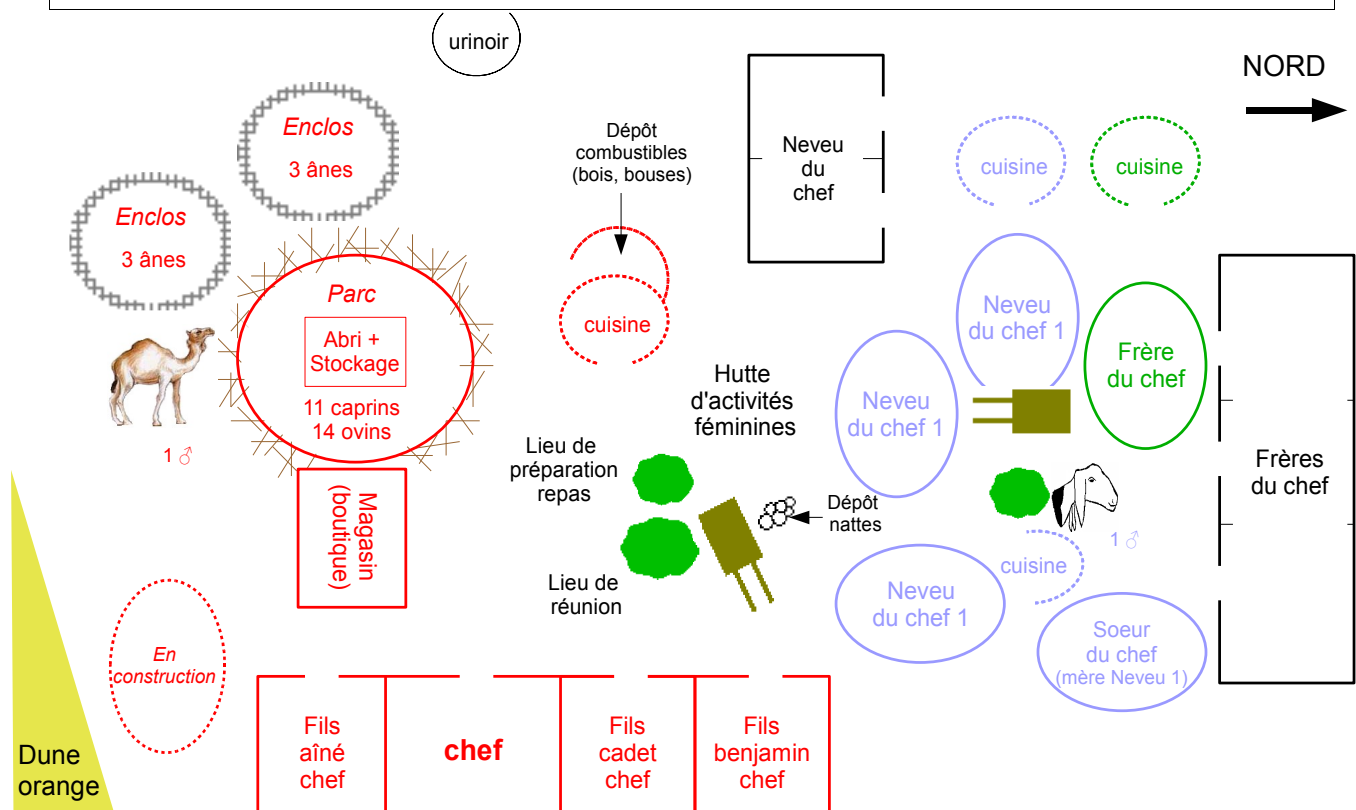 urinoir
NORD
Enclos
3 ânes
Enclos
3 ânes
Dépôt
combustibles
(bois, bouses)
Neveu
du
chef
cuisine
cuisine
Parc
Abri +
Stockage
11 caprins
14 ovins
1 ♂
cuisine
Neveu
du chef 1
Frère
du chef
Hutte
d'activités
féminines
Neveu
du chef 1
Frères
du chef
Lieu de
préparation
repas
Dépôt
nattes
1 ♂
Magasin
(boutique)
Lieu de
réunion
cuisine
Neveu
du chef 1
Soeur
du chef
(mère Neveu 1)
En
construction
Dune
orange
Fils
aîné
chef
chef
Fils
cadet
chef
Fils
benjamin
chef